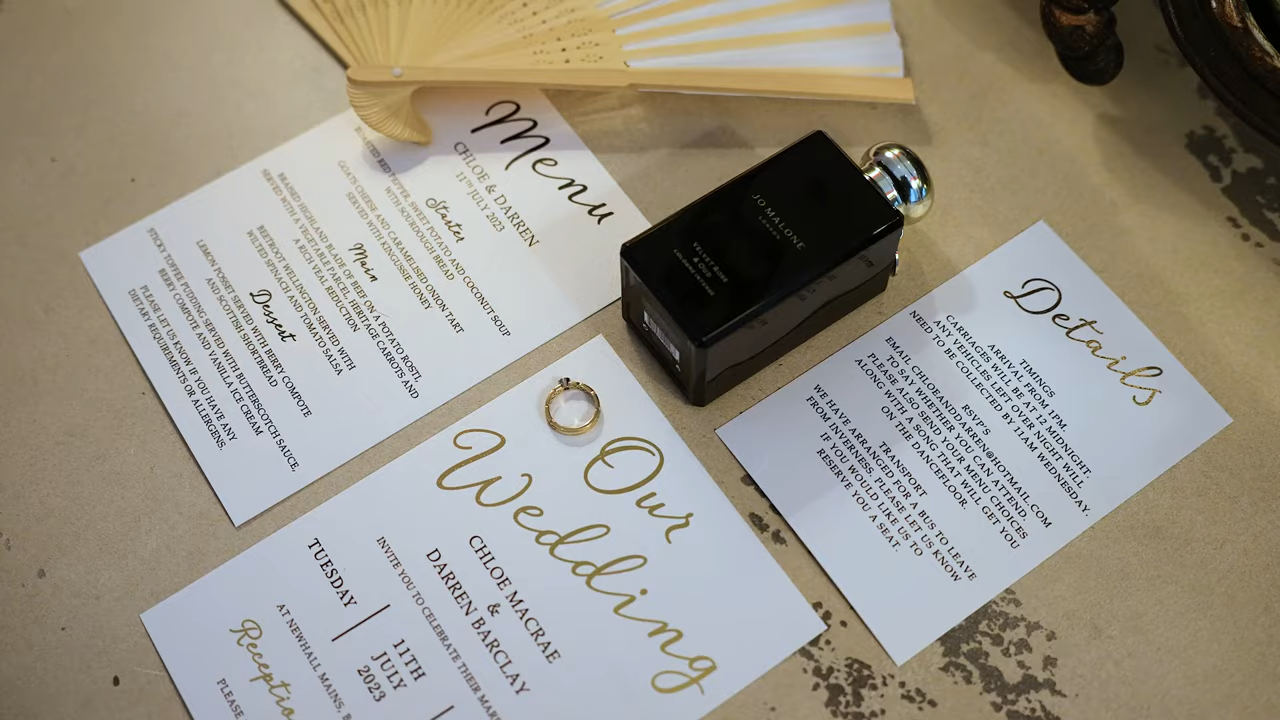 Menu
CHLOE & DARREN
11TH JULY 2023
Starter
ROASTED RED PEPPER, SWEET POTATO AND COCONUT SOUP
SERVED WITH SOURDOUGH BREAD
GOATS CHEESE AND CARAMELISED ONION TART
SERVED WITH KINGUSSIE HONEY
Main
BRAISED HIGHLAND BLADE OF BEEF ON A POTATO ROSTI,
SERVED WITH A VEGETABLE PARCEL, HERITAGE CARROTS AND
A RICH VEAL REDUCTION
BEETROOT WELLINGTON SERVED WITH
WILTED SPINACH AND TOMATO SALSA
Dessert
LEMON POSSET SERVED WITH BERRY COMPOTE
AND SCOTTISH SHORTBREAD
STICKY TOFFEE PUDDING SERVED WITH BUTTERSCOTCH SAUCE,
BERRY COMPOTE AND VANILLA ICE CREAM
PLEASE LET US KNOW IF YOU HAVE ANY
DIETARY REQUIREMENTS OR ALLERGENS.
JO MALONE
LONDON
VELVET ROSE
& OUD
COLOGNE INTENSE
Details
TIMINGS
ARRIVAL FROM 1PM.
CARRIAGES WILL BE AT 12 MIDNIGHT.
ANY VEHICLES LEFT OVER NIGHT WILL
NEED TO BE COLLECTED BY 11AM WEDNESDAY.
RSVP'S
EMAIL CHLOEANDDARREN@HOTMAIL.COM
TO SAY WHETHER YOU CAN ATTEND.
PLEASE ALSO SEND YOUR MENU CHOICES
ALONG WITH 1 SONG THAT WILL GET YOU
ON THE DANCEFLOOR.
TRANSPORT
WE HAVE ARRANGED FOR A BUS TO LEAVE
FROM INVERNESS. PLEASE LET US KNOW
IF YOU WOULD LIKE US TO
RESERVE YOU A SEAT.
Our
Wedding
CHLOE MACRAE
&
DARREN BARCLAY
INVITE YOU TO CELEBRATE THEIR
TUESDAY | 11TH JULY 2023 |
AT NEWHALL MAINS,
Reception
PLEASE